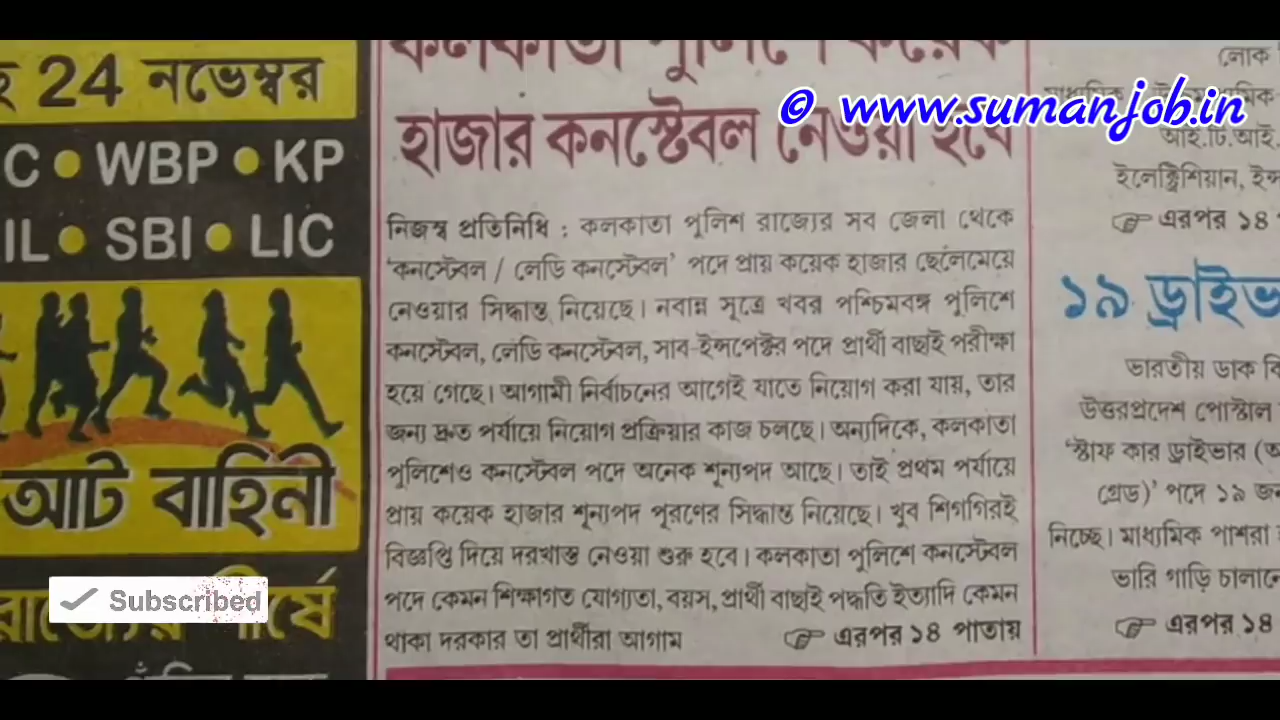 © www.sumanjob.in
24 নভেম্বর
C • WBP • KP
IL • SBI • LIC
আট বাহিনী
Subscribed
কলকাতা পুলিশে কয়েক
হাজার কনস্টেবল নেওয়া হবে
নিজস্ব প্রতিনিধি : কলকাতা পুলিশ রাজ্যের সব জেলা থেকে
'কনস্টেবল / লেডি কনস্টেবল' পদে প্রায় কয়েক হাজার ছেলেমেয়ে
নেওয়ার সিদ্ধান্ত নিয়েছে। নবান্ন সূত্রে খবর পশ্চিমবঙ্গ পুলিশে
কনস্টেবল, লেডি কনস্টেবল, সাব-ইন্সপেক্টর পদে প্রার্থী বাছাই পরীক্ষা
হয়ে গেছে। আগামী নির্বাচনের আগেই যাতে নিয়োগ করা যায়, তার
জন্য দ্রুত পর্যায়ে নিয়োগ প্রক্রিয়ার কাজ চলছে। অন্যদিকে, কলকাতা
পুলিশেও কনস্টেবল পদে অনেক শূন্যপদ আছে। তাই প্রথম পর্যায়ে
প্রায় কয়েক হাজার শূন্যপদ পূরণের সিদ্ধান্ত নিয়েছে। খুব শিগগিরই
বিজ্ঞপ্তি দিয়ে দরখাস্ত নেওয়া শুরু হবে। কলকাতা পুলিশে কনস্টেবল
পদে কেমন শিক্ষাগত যোগ্যতা, বয়স, প্রার্থী বাছাই পদ্ধতি ইত্যাদি কেমন
থাকা দরকার তা প্রার্থীরা আগাম
এরপর ১৪ পাতায়
লোক
আই.টি.আই.
ইলেক্ট্রিশিয়ান,
এরপর ১৪
১৯ ড্রাইভ
ভারতীয় ডাক বি
উত্তরপ্রদেশ পোস্টাল
'স্টাফ কার ড্রাইভার
গ্রেড)' পদে ১৯ জন
নিচ্ছে। মাধ্যমিক পাশরা
ভারি গাড়ি চালানো
এরপর ১৪